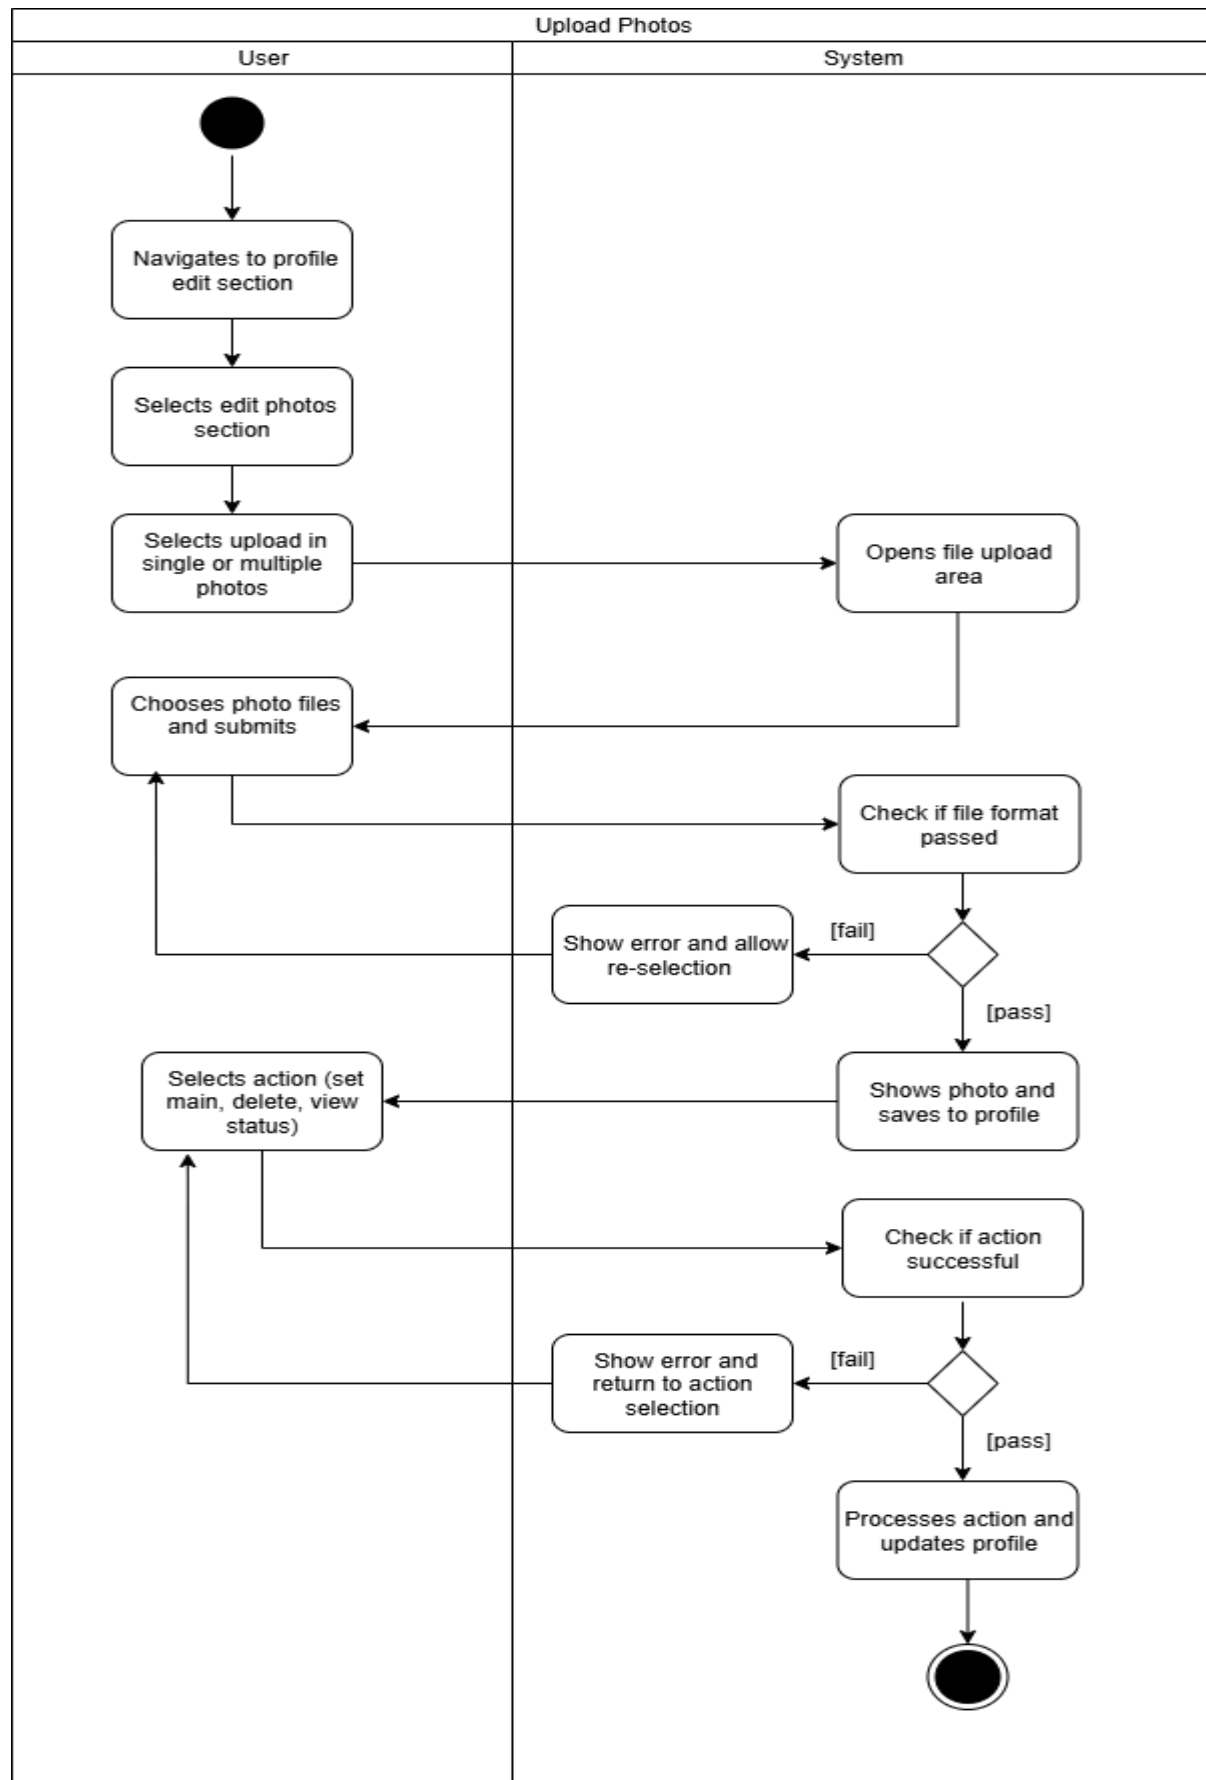 Upload Photos
User
System
Navigates to profile
edit section
Selects edit photos
section
Selects upload in
single or multiple
photos
Opens file upload
area
Chooses photo files
and submits
Check if file format
passed
[fail]
Show error and allow
re-selection
[pass]
Selects action (set
main, delete, view
status)
Shows photo and
saves to profile
Check if action
successful
[fail]
Show error and
return to action
selection
[pass]
Processes action and
updates profile